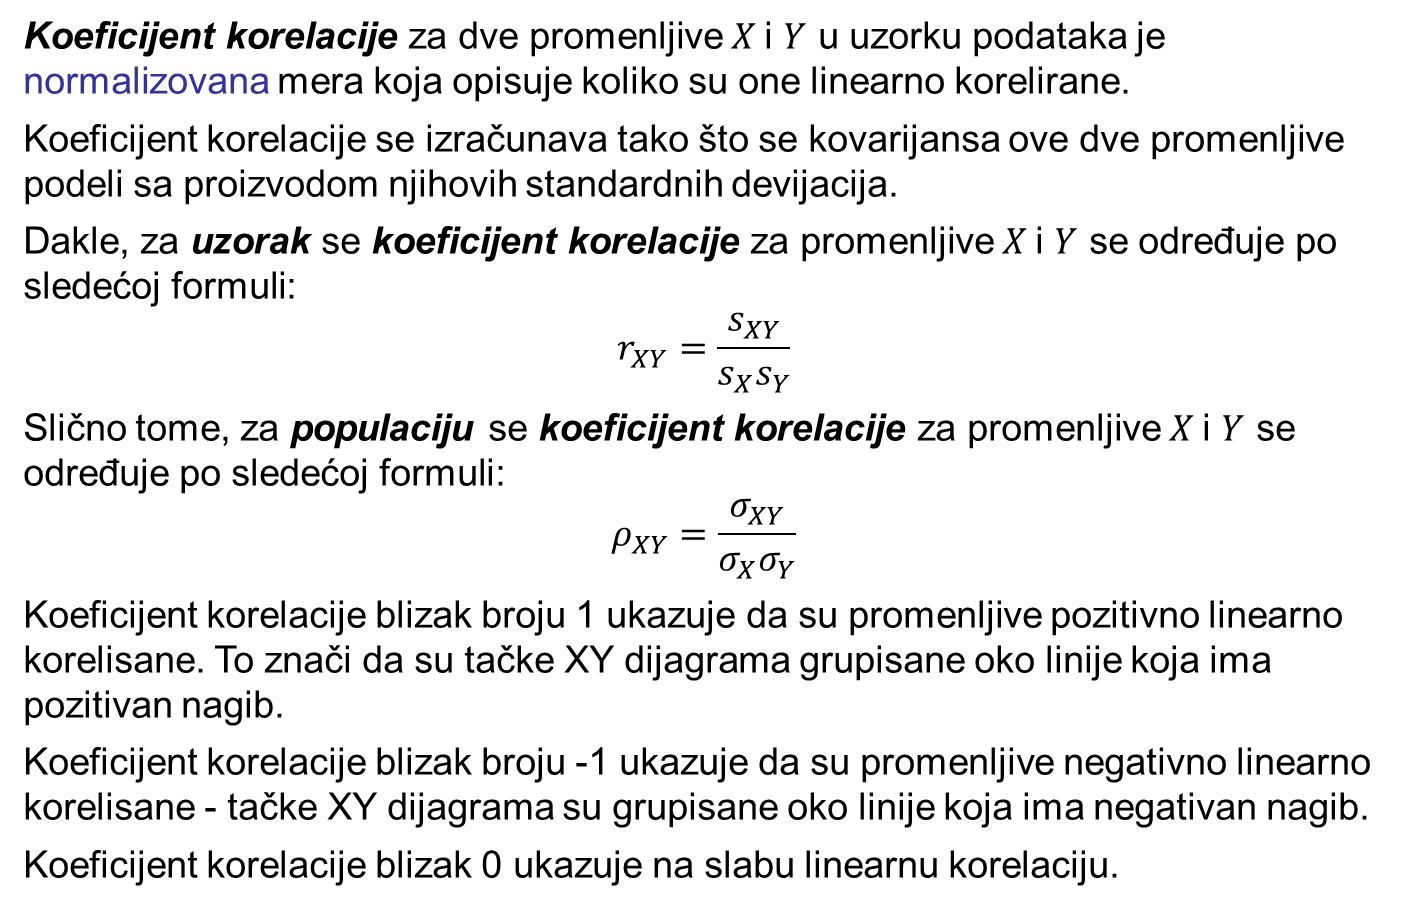 Koeficijent korelacije za dve promenljive X i Y u uzorku podataka je
normalizovana mera koja opisuje koliko su one linearno korelirane.
Koeficijent korelacije se izračunava tako što se kovarijansa ove dve promenljive
podeli sa proizvodom njihovih standardnih devijacija.
Dakle, za uzorak se koeficijent korelacije za promenljive X i Y se određuje po
sledećoj formuli:
r_XY = s_XY / (s_X s_Y)
Slično tome, za populaciju se koeficijent korelacije za promenljive X i Y se
određuje po sledećoj formuli:
ρ_XY = σ_XY / (σ_X σ_Y)
Koeficijent korelacije blizak broju 1 ukazuje da su promenljive pozitivno linearno
korelisane. To znači da su tačke XY dijagrama grupisane oko linije koja ima
pozitivan nagib.
Koeficijent korelacije blizak broju -1 ukazuje da su promenljive negativno linearno
korelisane - tačke XY dijagrama su grupisane oko linije koja ima negativan nagib.
Koeficijent korelacije blizak 0 ukazuje na slabu linearnu korelaciju.